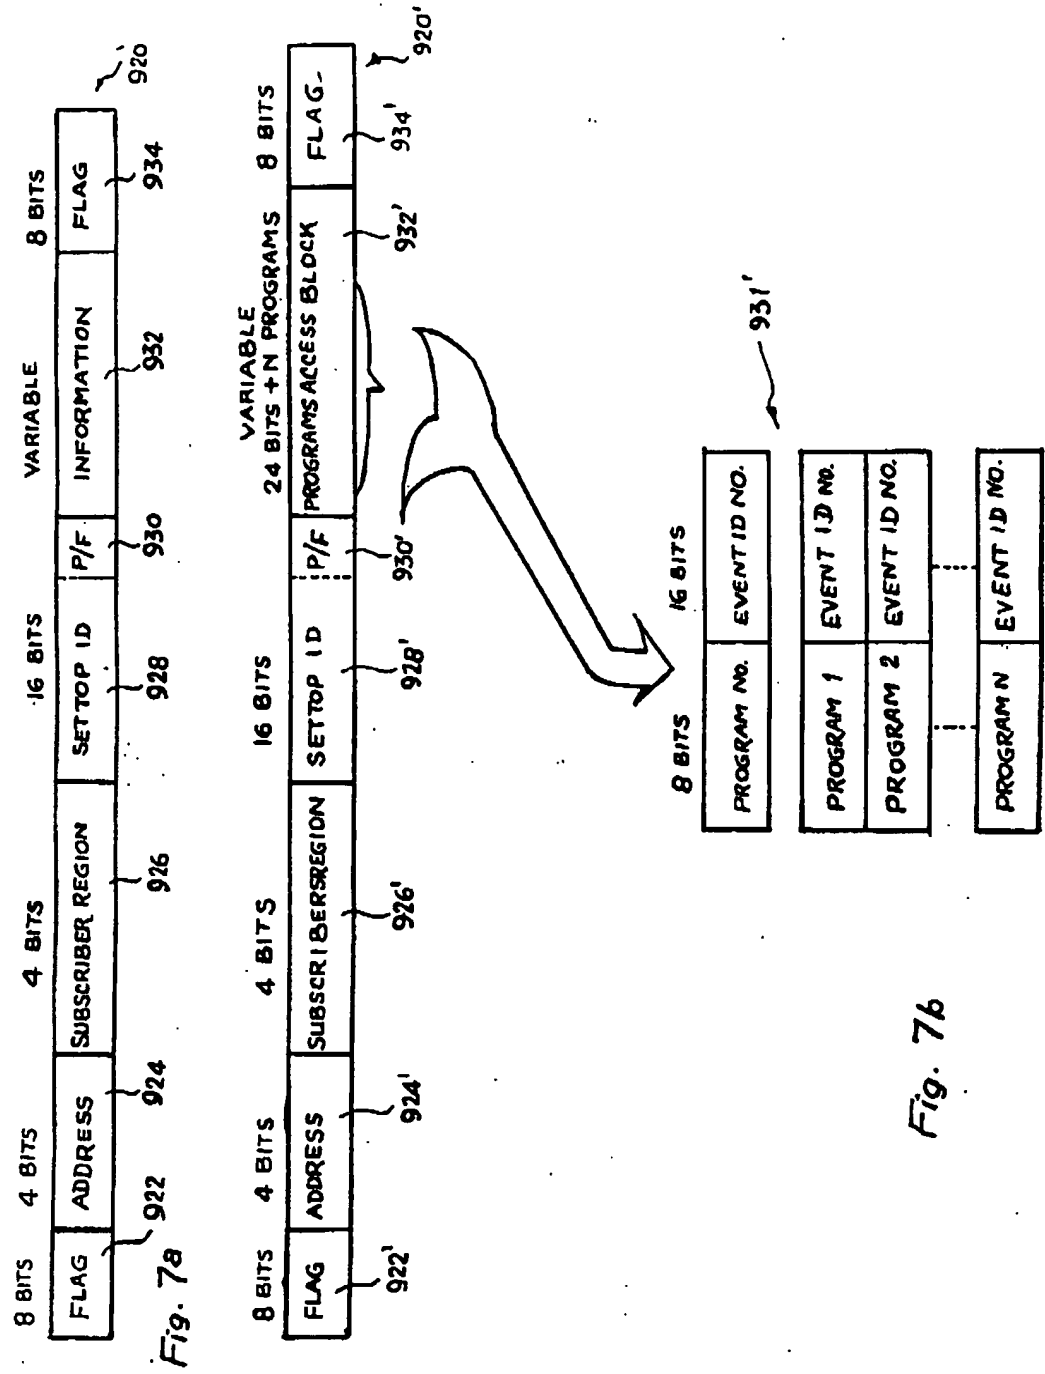 8 BITS 4 BITS 4 BITS 16 BITS VARIABLE 8 BITS
FLAG ADDRESS SUBSCRIBER REGION SETTOP ID P/F INFORMATION FLAG
922 924 926 928 930 932 934
920
Fig. 7a
VARIABLE
8 BITS 4 BITS 4 BITS 16 BITS 24 BITS + N PROGRAMS 8 BITS
FLAG ADDRESS SUBSCRIBERSREGION SETTOP ID P/F PROGRAMS ACCESS BLOCK FLAG
922' 924' 926' 928' 930' 932' 934'
920'
8 BITS 16 BITS
PROGRAM NO. EVENT ID NO.
931'
PROGRAM 1 EVENT ID NO.
PROGRAM 2 EVENT ID NO.
PROGRAM N EVENT ID NO.
Fig. 7b